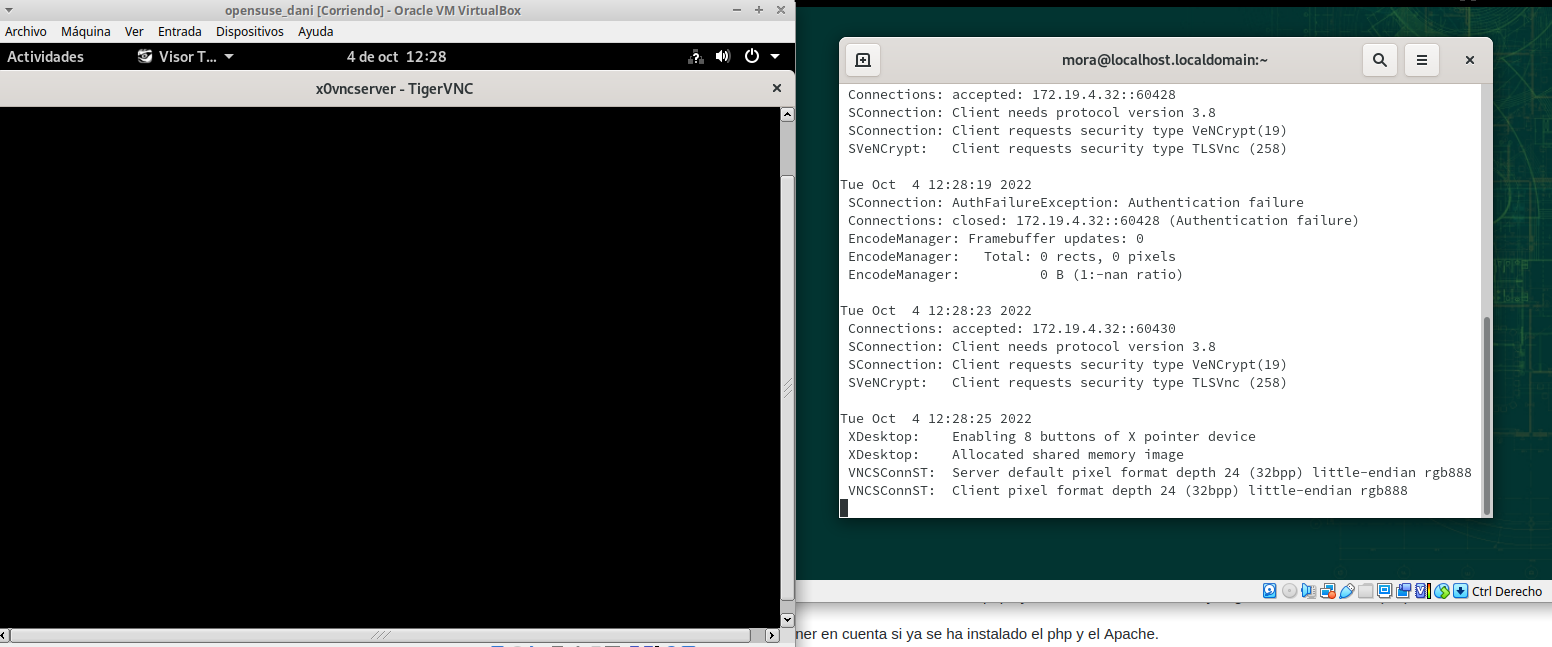 opensuse_dani [Corriendo] - Oracle VM VirtualBox
Archivo Máquina Ver Entrada Dispositivos Ayuda
Actividades Visor T... 4 de oct 12:28
x0vncserver - TigerVNC
mora@localhost.localdomain:~
Connections: accepted: 172.19.4.32::60428
SConnection: Client needs protocol version 3.8
SConnection: Client requests security type VeNCrypt(19)
SVeNCrypt: Client requests security type TLSVnc (258)
Tue Oct 4 12:28:19 2022
SConnection: AuthFailureException: Authentication failure
Connections: closed: 172.19.4.32::60428 (Authentication failure)
EncodeManager: Framebuffer updates: 0
EncodeManager: Total: 0 rects, 0 pixels
EncodeManager: 0 B (1:-nan ratio)
Tue Oct 4 12:28:23 2022
Connections: accepted: 172.19.4.32::60430
SConnection: Client needs protocol version 3.8
SConnection: Client requests security type VeNCrypt(19)
SVeNCrypt: Client requests security type TLSVnc (258)
Tue Oct 4 12:28:25 2022
XDesktop: Enabling 8 buttons of X pointer device
XDesktop: Allocated shared memory image
VNCSConnST: Server default pixel format depth 24 (32bpp) little-endian rgb888
VNCSConnST: Client pixel format depth 24 (32bpp) little-endian rgb888
Ctrl Derecho
ner en cuenta si ya se ha instalado el php y el Apache.